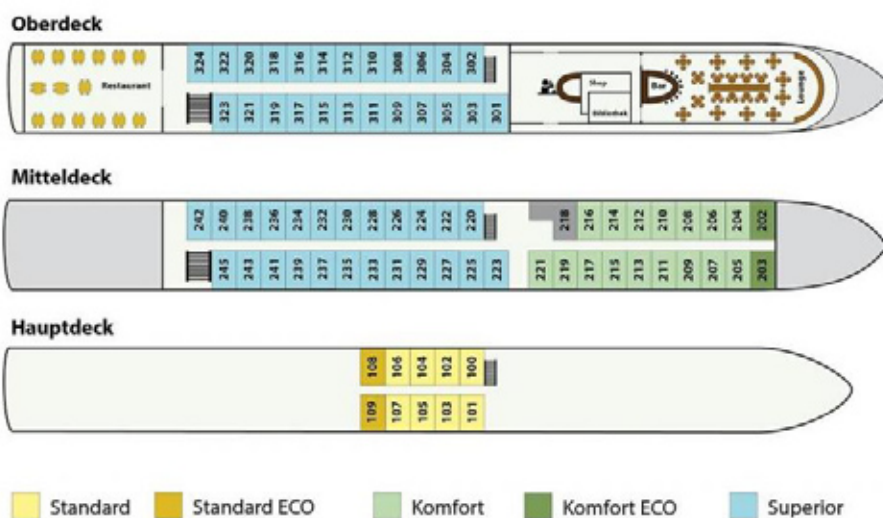 Oberdeck
324 322 320 318 316 314 312 310 308 306 304 302
Restaurant
Shop
Bar
Lounge
Bibliothek
323 321 319 317 315 313 311 309 307 305 303 301
Mitteldeck
242 240 238 236 234 232 230 228 226 224 222 220 218 216 214 212 210 208 206 204 202
245 243 241 239 237 235 233 231 229 227 225 223 221 219 217 215 213 211 209 207 205 203
Hauptdeck
108 106 104 102 100
109 107 105 103 101
Standard Standard ECO Komfort Komfort ECO Superior